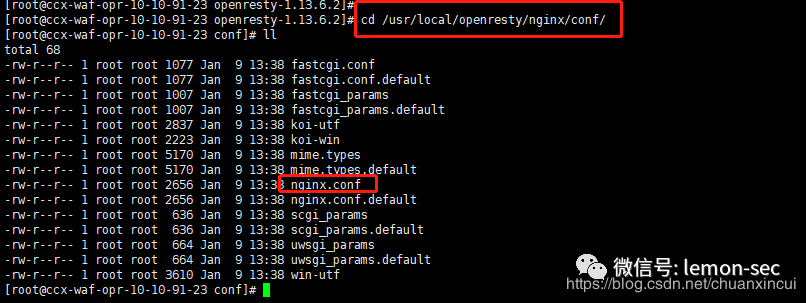 [root@ccx-waf-opr-10-10-91-23 openresty-1.13.6.2]#
[root@ccx-waf-opr-10-10-91-23 openresty-1.13.6.2]# cd /usr/local/openresty/nginx/conf/
[root@ccx-waf-opr-10-10-91-23 conf]# ll
total 68
-rw-r--r-- 1 root root 1077 Jan  9 13:38 fastcgi.conf
-rw-r--r-- 1 root root 1077 Jan  9 13:38 fastcgi.conf.default
-rw-r--r-- 1 root root 1007 Jan  9 13:38 fastcgi_params
-rw-r--r-- 1 root root 1007 Jan  9 13:38 fastcgi_params.default
-rw-r--r-- 1 root root 2837 Jan  9 13:38 koi-utf
-rw-r--r-- 1 root root 2223 Jan  9 13:38 koi-win
-rw-r--r-- 1 root root 5170 Jan  9 13:38 mime.types
-rw-r--r-- 1 root root 5170 Jan  9 13:38 mime.types.default
-rw-r--r-- 1 root root 2656 Jan  9 13:38 nginx.conf
-rw-r--r-- 1 root root 2656 Jan  9 13:38 nginx.conf.default
-rw-r--r-- 1 root root  636 Jan  9 13:38 scgi_params
-rw-r--r-- 1 root root  636 Jan  9 13:38 scgi_params.default
-rw-r--r-- 1 root root  664 Jan  9 13:38 uwsgi_params
-rw-r--r-- 1 root root  664 Jan  9 13:38 uwsgi_params.default
-rw-r--r-- 1 root root 3610 Jan  9 13:38 win-utf
[root@ccx-waf-opr-10-10-91-23 conf]#
微信号: lemon-sec
https://blog.csdn.net/chuanxincui